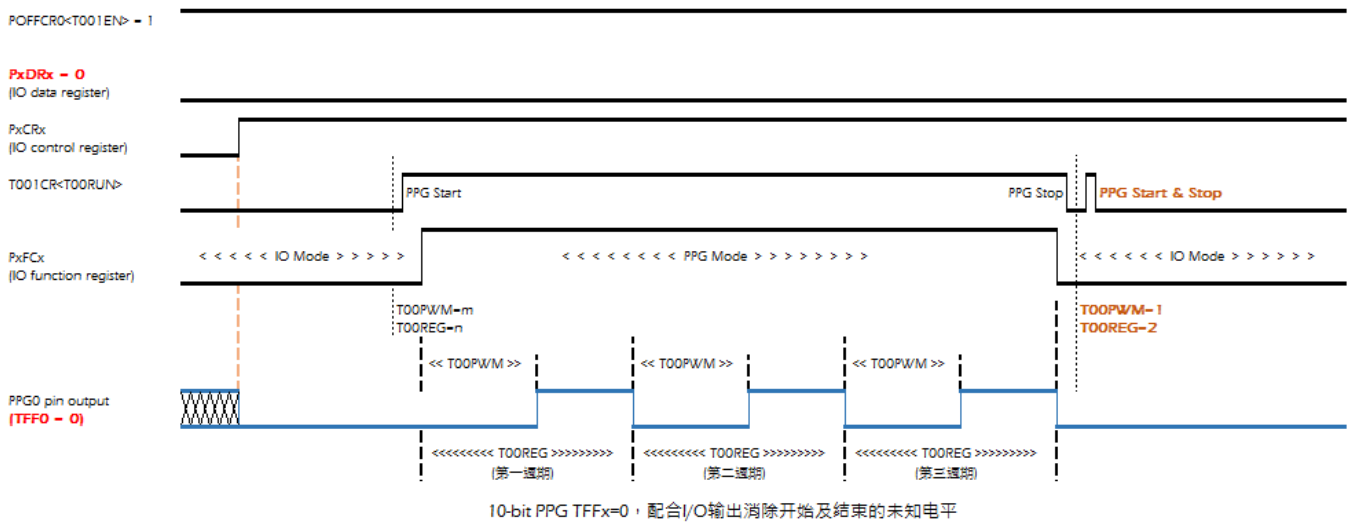 POFFCR0<T001EN> = 1
PxDRx = 0
(IO data register)
PxCRx
(IO control register)
T001CR<T00RUN>
PPG Start
PPG Stop
PPG Start & Stop
PxFCx
(IO function register)
< < < < < IO Mode > > > > >
< < < < < < < < PPG Mode > > > > > > > >
< < < < < < IO Mode > > > > > >
T00PWM=m
T00REG=n
T00PWM=1
T00REG=2
<< T00PWM >>
<< T00PWM >>
<< T00PWM >>
PPG0 pin output
(TFF0 = 0)
<<<<<<<<< T00REG >>>>>>>>>
<<<<<<<<< T00REG >>>>>>>>>
<<<<<<<<< T00REG >>>>>>>>>
(第一週期)
(第二週期)
(第三週期)
10-bit PPG TFFx=0，配合I/O输出消除开始及结束的未知电平